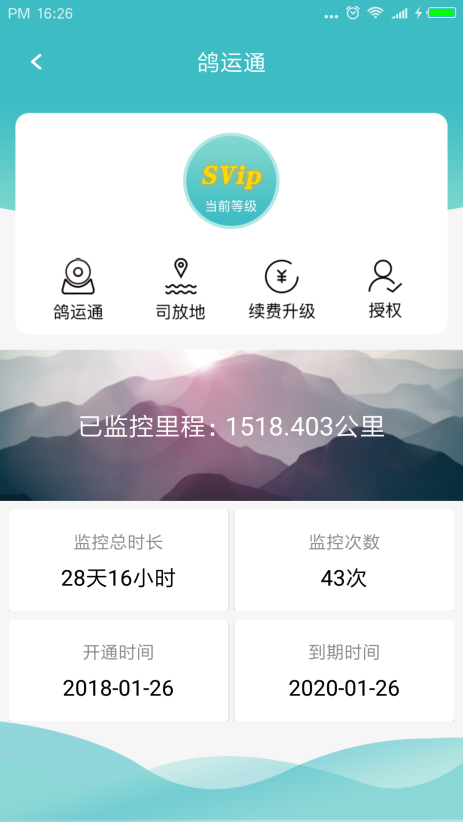 PM 16:26
鸽运通
SVip
当前等级
鸽运通
司放地
续费升级
授权
已监控里程: 1518.403公里
监控总时长
28天16小时
监控次数
43次
开通时间
2018-01-26
到期时间
2020-01-26